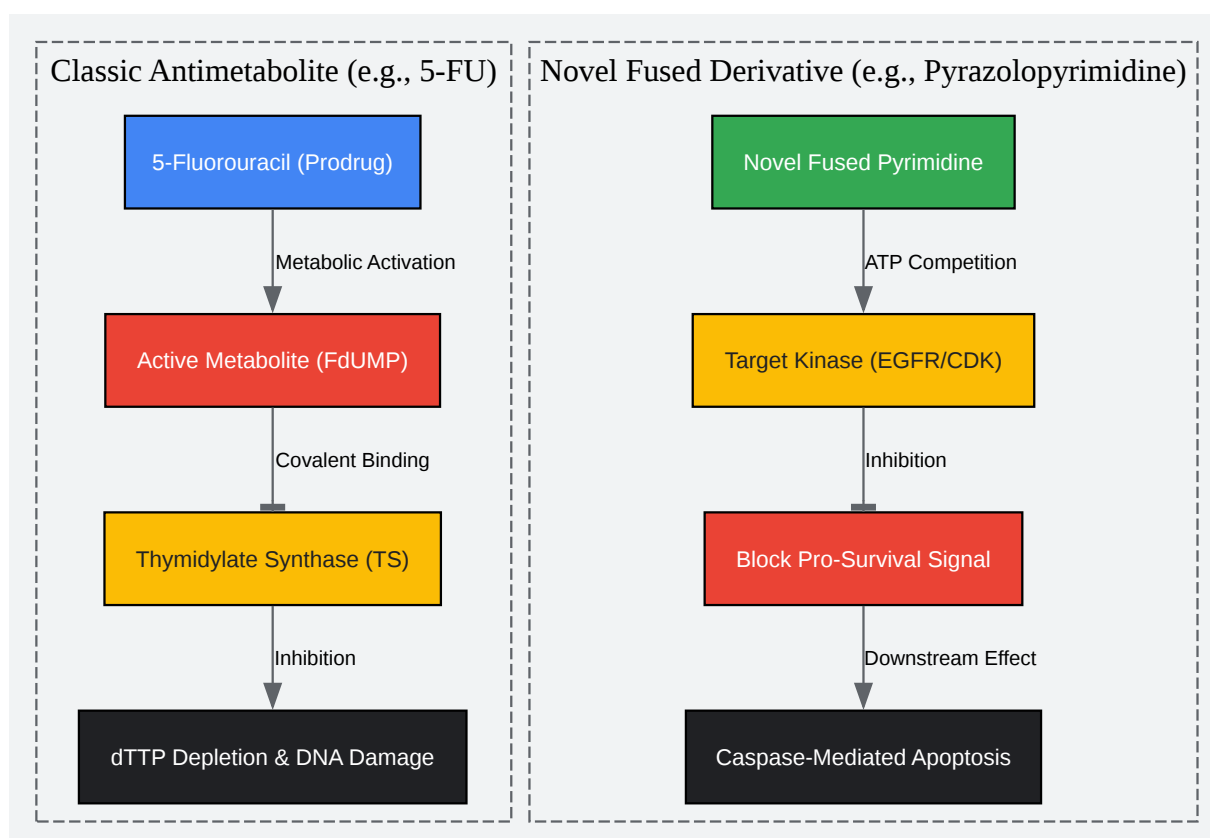 Classic Antimetabolite (e.g., 5-FU)
5-Fluorouracil (Prodrug)
Metabolic Activation
Active Metabolite (FdUMP)
Covalent Binding
Thymidylate Synthase (TS)
Inhibition
dTTP Depletion & DNA Damage
Novel Fused Derivative (e.g., Pyrazolopyrimidine)
Novel Fused Pyrimidine
ATP Competition
Target Kinase (EGFR/CDK)
Inhibition
Block Pro-Survival Signal
Downstream Effect
Caspase-Mediated Apoptosis